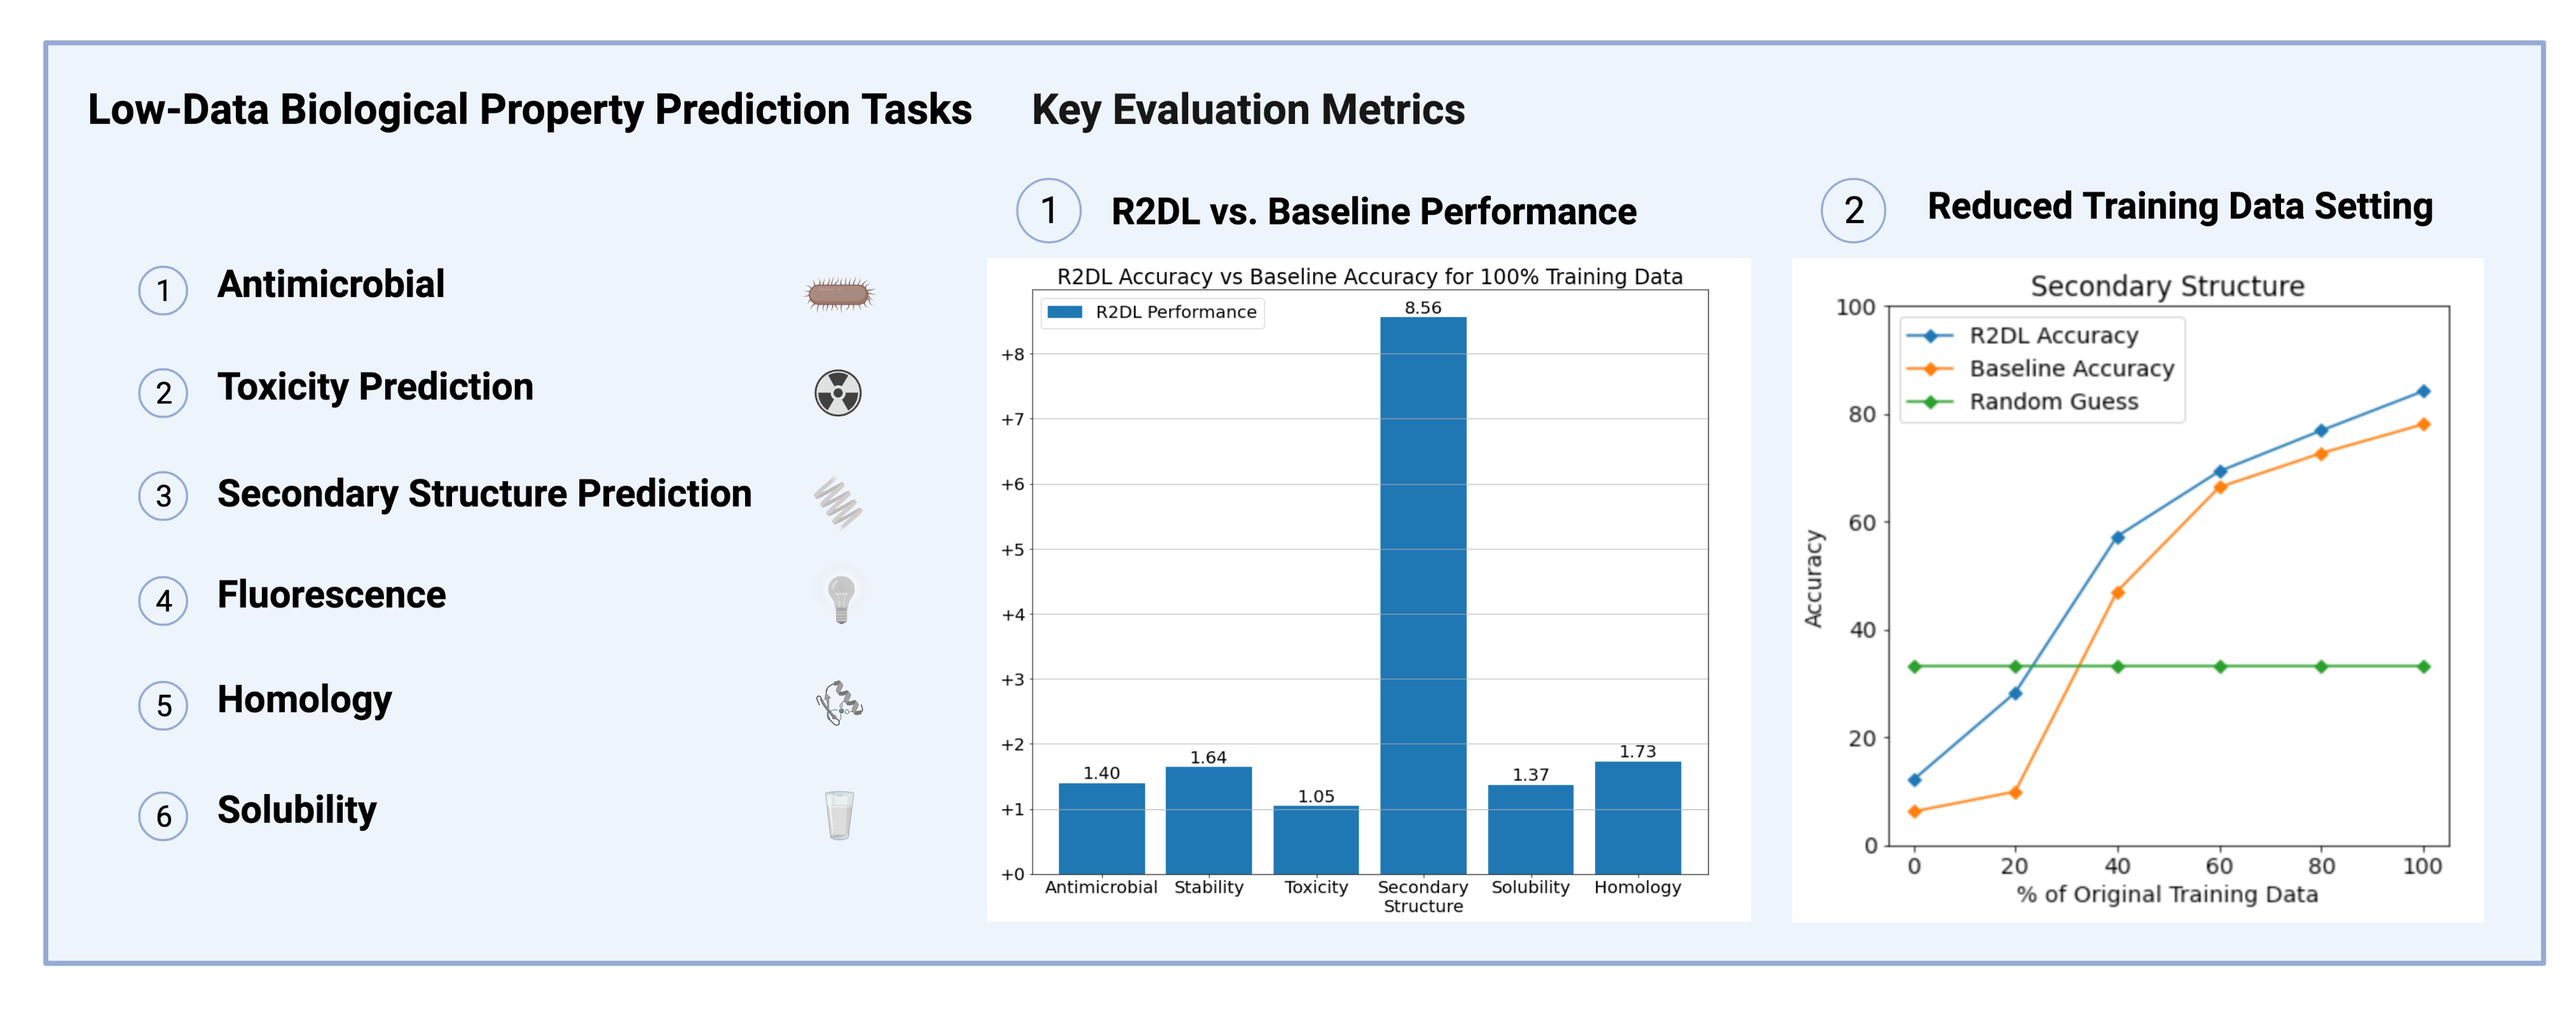 Low-Data Biological Property Prediction Tasks
1 Antimicrobial
2 Toxicity Prediction
3 Secondary Structure Prediction
4 Fluorescence
5 Homology
6 Solubility
Key Evaluation Metrics
1 R2DL vs. Baseline Performance
R2DL Accuracy vs Baseline Accuracy for 100% Training Data
R2DL Performance
+8
+7
+6
+5
+4
+3
+2
+1
+0
1.40
1.64
1.05
8.56
1.37
1.73
Antimicrobial
Stability
Toxicity
Secondary
Structure
Solubility
Homology
2 Reduced Training Data Setting
Secondary Structure
R2DL Accuracy
Baseline Accuracy
Random Guess
Accuracy
100
80
60
40
20
0
0 20 40 60 80 100
% of Original Training Data